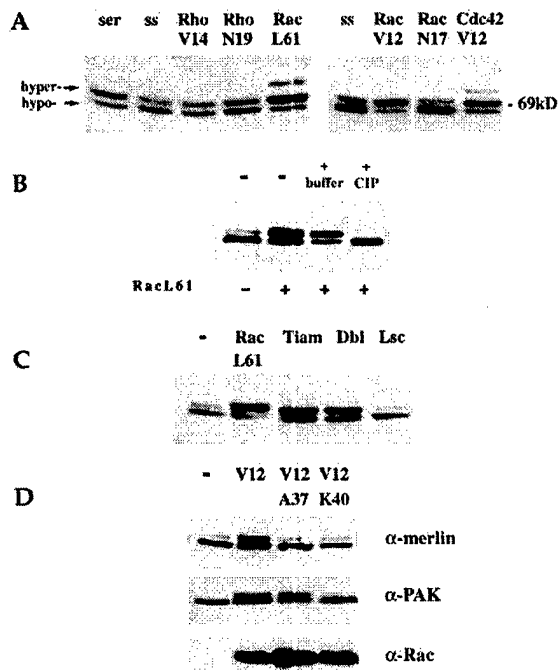 A
ser ss Rho V14 Rho N19 Rac L61 ss Rac V12 Rac N17 Cdc42 V12
hyper-
hypo-
- 69kD
B
- - + buffer + CIP
RacL61 - + + +
C
- Rac L61 Tiam Dbl Lsc
D
- V12 V12 A37 V12 K40
α-merlin
α-PAK
α-Rac